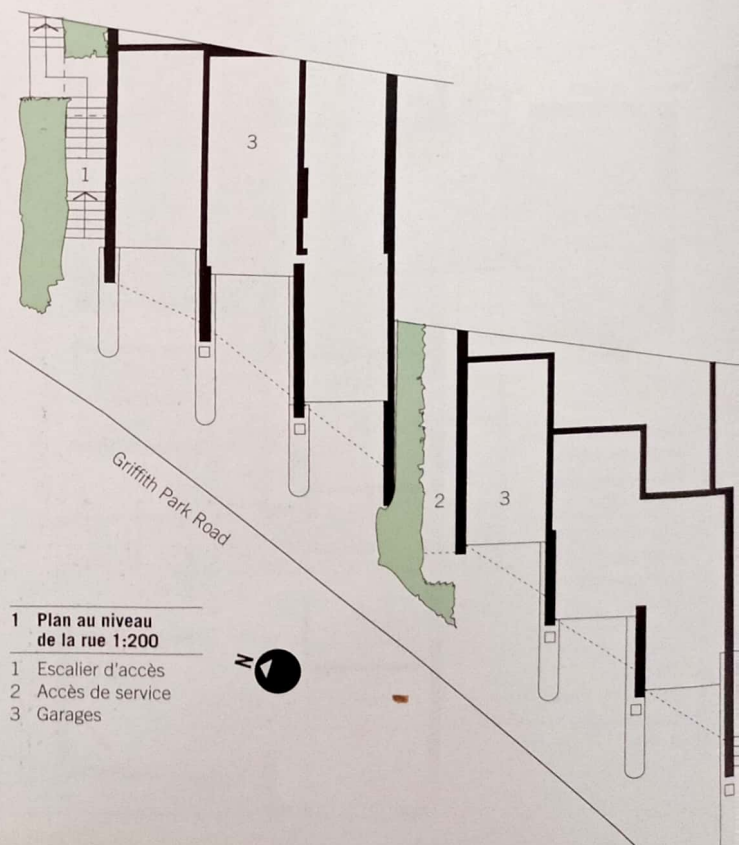 3
1
Griffith Park Road
2
3
1 Plan au niveau
de la rue 1:200
1 Escalier d'accès
2 Accès de service
3 Garages
N